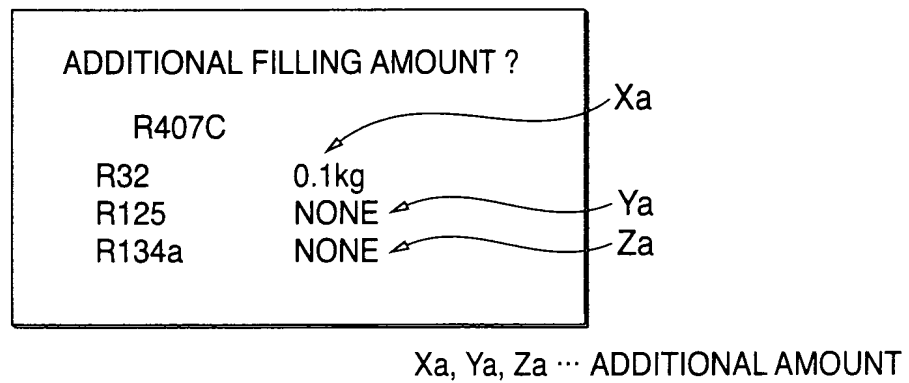 ADDITIONAL FILLING AMOUNT ?
Xa
R407C
R32 0.1kg
R125 NONE Ya
R134a NONE Za
Xa, Ya, Za ··· ADDITIONAL AMOUNT